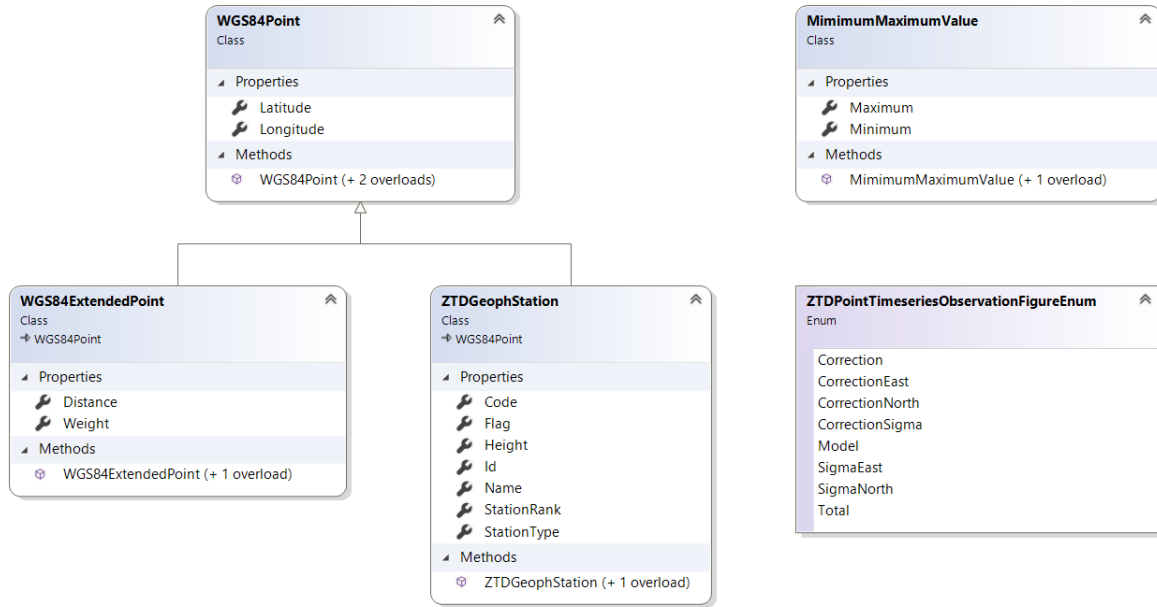 WGS84Point
Class
Properties
Latitude
Longitude
Methods
WGS84Point (+ 2 overloads)
MimimumMaximumValue
Class
Properties
Maximum
Minimum
Methods
MimimumMaximumValue (+ 1 overload)
WGS84ExtendedPoint
Class
WGS84Point
Properties
Distance
Weight
Methods
WGS84ExtendedPoint (+ 1 overload)
ZTDGeophStation
Class
WGS84Point
Properties
Code
Flag
Height
Id
Name
StationRank
StationType
Methods
ZTDGeophStation (+ 1 overload)
ZTDPointTimeseriesObservationFigureEnum
Enum
Correction
CorrectionEast
CorrectionNorth
CorrectionSigma
Model
SigmaEast
SigmaNorth
Total